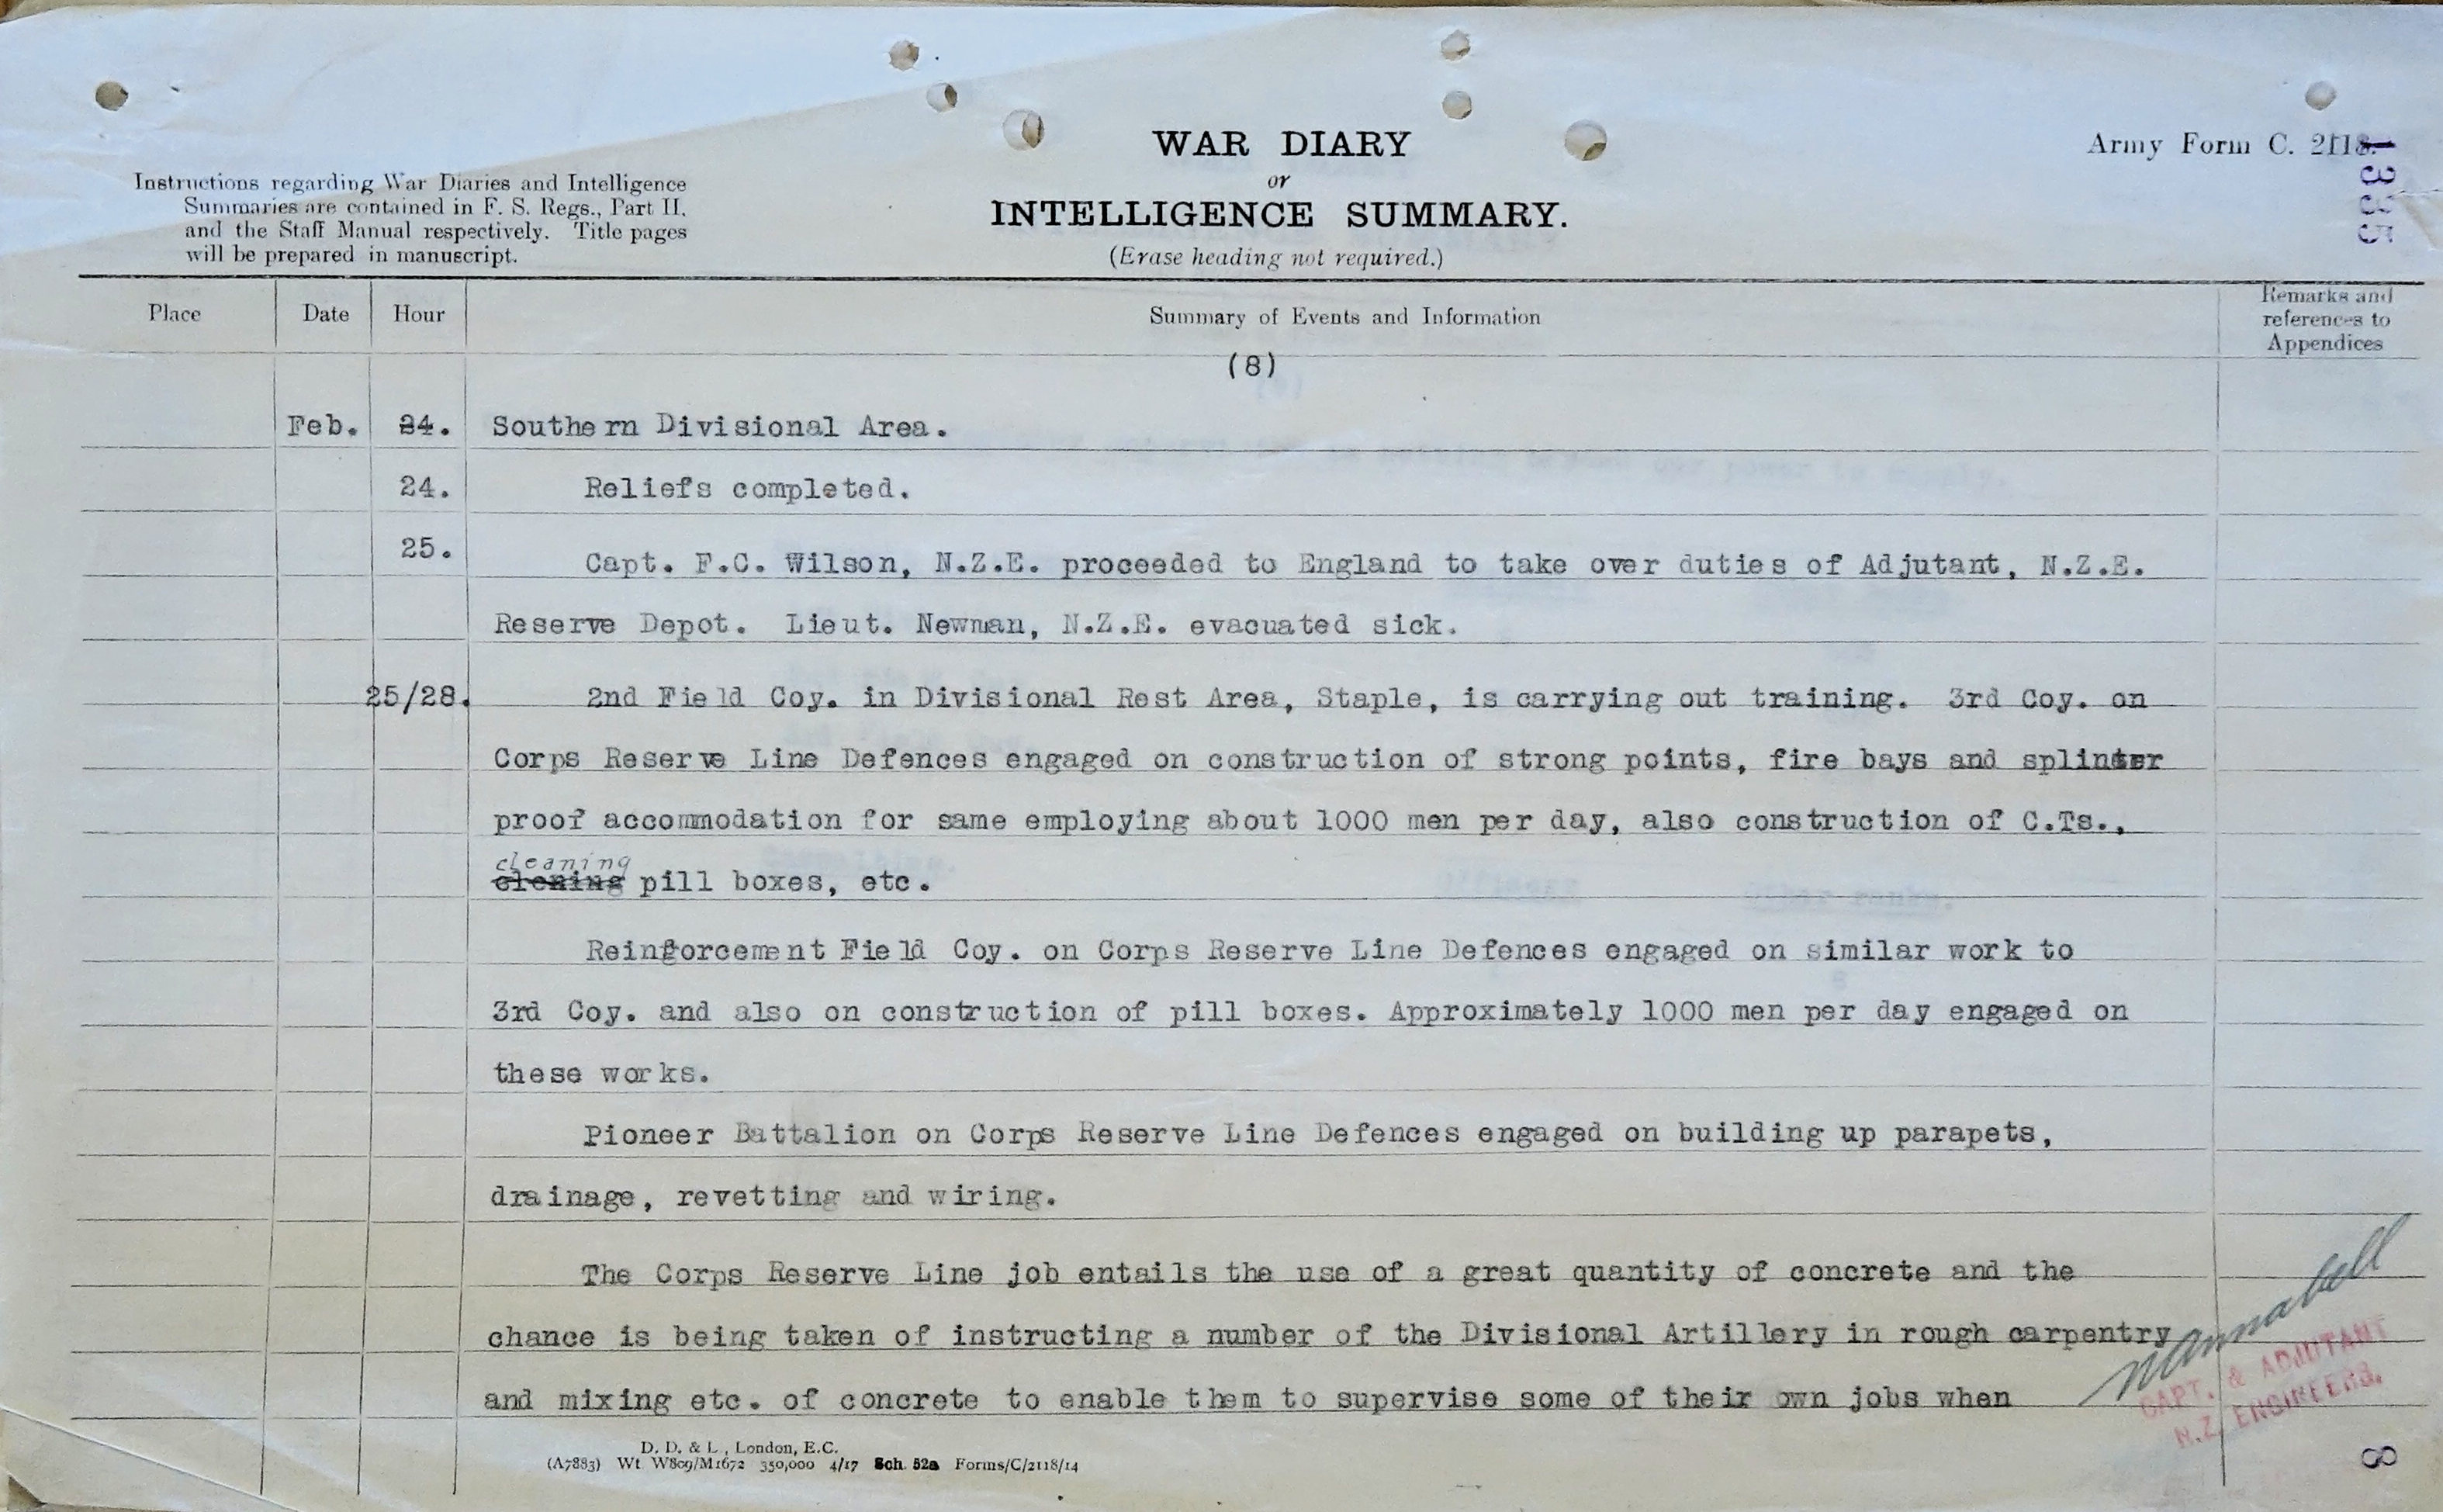 Army Form C. 2118.
1335
WAR DIARY
or
INTELLIGENCE SUMMARY.
(Erase heading not required.)
Instructions regarding War Diaries and Intelligence
Summaries are contained in F. S. Regs., Part II.
and the Staff Manual respectively. Title pages
will be prepared in manuscript.
Place Date Hour Summary of Events and Information Remarks and
references to
Appendices
(8)
Feb. 24. Southern Divisional Area.
24. Reliefs completed.
25. Capt. F.C. Wilson, N.Z.E. proceeded to England to take over duties of Adjutant, N.Z.E.
Reserve Depot. Lieut. Newman, N.Z.E. evacuated sick.
25/28. 2nd Field Coy. in Divisional Rest Area, Staple, is carrying out training. 3rd Coy. on
Corps Reserve Line Defences engaged on construction of strong points, fire bays and splinter
proof accommodation for same employing about 1000 men per day, also construction of C.Ts.,
cleaning
clening pill boxes, etc.
Reinforcement Field Coy. on Corps Reserve Line Defences engaged on similar work to
3rd Coy. and also on construction of pill boxes. Approximately 1000 men per day engaged on
these works.
Pioneer Battalion on Corps Reserve Line Defences engaged on building up parapets,
drainage, revetting and wiring.
The Corps Reserve Line job entails the use of a great quantity of concrete and the
chance is being taken of instructing a number of the Divisional Artillery in rough carpentry
and mixing etc. of concrete to enable them to supervise some of their own jobs when
NAnnabell
CAPT. & ADJUTANT
N.Z. ENGINEERS.
8
D. D. & L., London, E.C.
(A7883) Wt W809/M1672 350,000 4/17 Sch. 52a Forms/C/2118/14